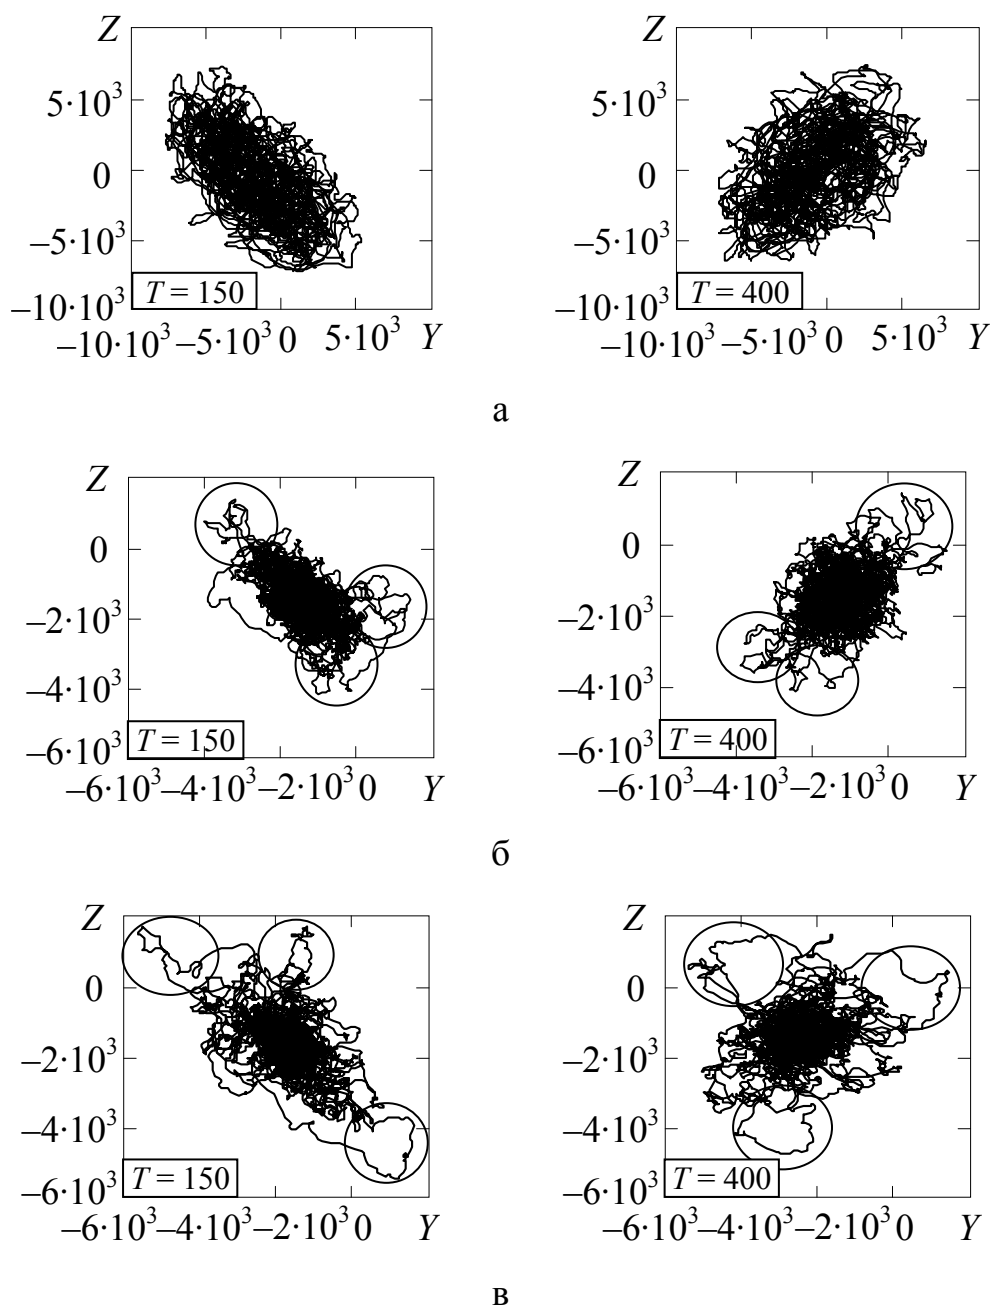 Z Z
5·10³ 5·10³
0 0
–5·10³ –5·10³
T = 150 T = 400
–10·10³ –10·10³
–10·10³ –5·10³ 0 5·10³ Y –10·10³ –5·10³ 0 5·10³ Y
а
Z Z
0 0
–2·10³ –2·10³
–4·10³ –4·10³
T = 150 T = 400
–6·10³ –6·10³
–6·10³ –4·10³ –2·10³ 0 Y –6·10³ –4·10³ –2·10³ 0 Y
б
Z Z
0 0
–2·10³ –2·10³
–4·10³ –4·10³
T = 150 T = 400
–6·10³ –6·10³
–6·10³ –4·10³ –2·10³ 0 Y –6·10³ –4·10³ –2·10³ 0 Y
в